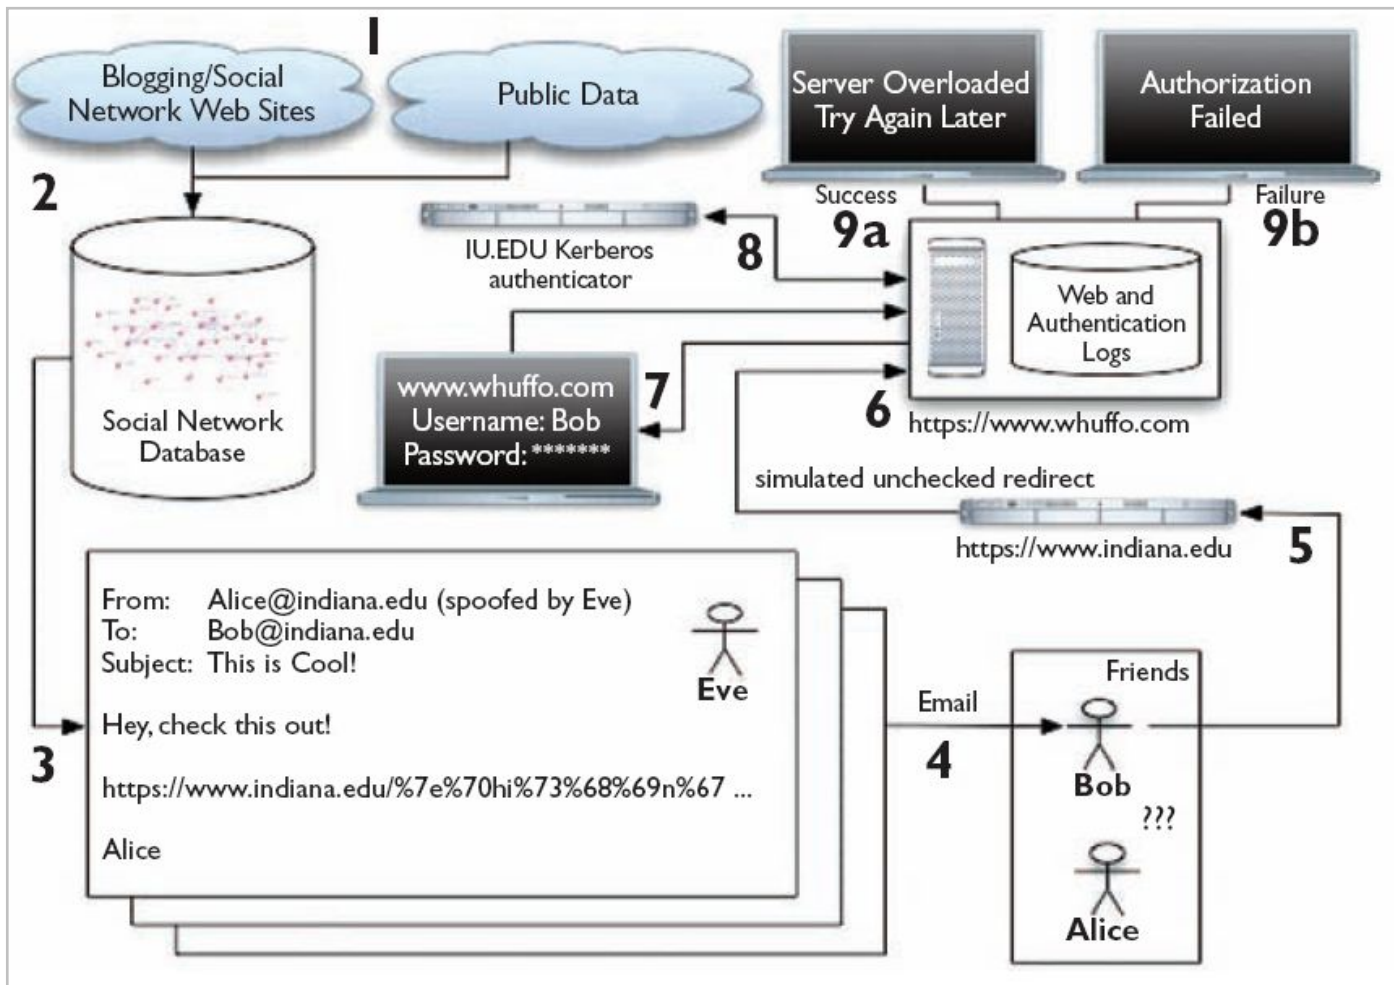 1
Blogging/Social
Network Web Sites
Public Data
Server Overloaded
Try Again Later
Authorization
Failed
2
Success
9a
Failure
9b
IU.EDU Kerberos
authenticator
8
Web and
Authentication
Logs
https://www.whuffo.com
Social Network
Database
www.whuffo.com
Username: Bob
Password: *******
7
6
simulated unchecked redirect
https://www.indiana.edu
5
From: Alice@indiana.edu (spoofed by Eve)
To: Bob@indiana.edu
Subject: This is Cool!
Hey, check this out!
https://www.indiana.edu/%7e%70hi%73%68%69n%67 ...
Alice
Eve
3
Email
4
Friends
Bob
???
Alice